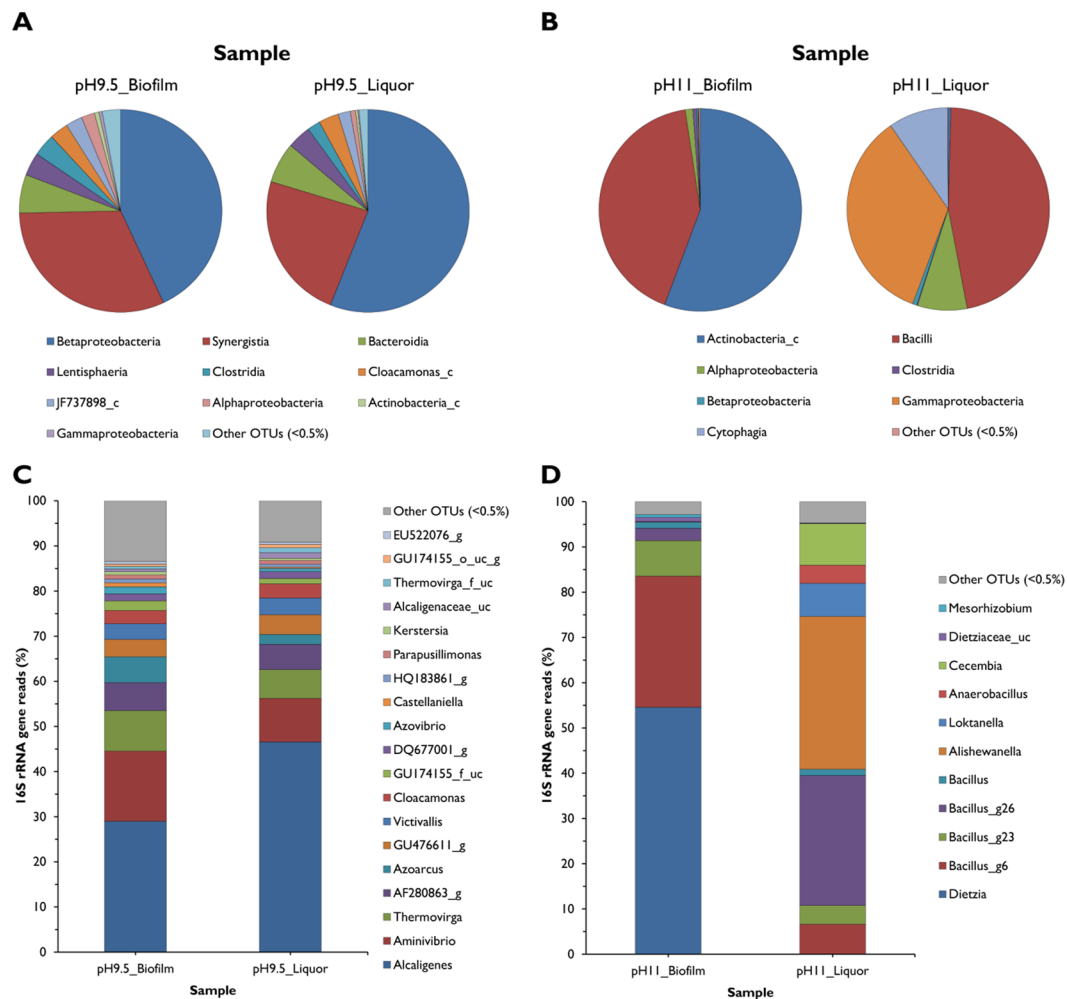 A
Sample
pH9.5_Biofilm
pH9.5_Liquor
Betaproteobacteria
Synergistia
Bacteroidia
Lentisphaeria
Clostridia
Cloacamonas_c
JF737898_c
Alphaproteobacteria
Actinobacteria_c
Gammaproteobacteria
Other OTUs (<0.5%)
B
Sample
pH11_Biofilm
pH11_Liquor
Actinobacteria_c
Bacilli
Alphaproteobacteria
Clostridia
Betaproteobacteria
Gammaproteobacteria
Cytophagia
Other OTUs (<0.5%)
C
16S rRNA gene reads (%)
100
90
80
70
60
50
40
30
20
10
0
pH9.5_Biofilm
pH9.5_Liquor
Sample
Other OTUs (<0.5%)
EU522076_g
GU174155_o_uc_g
Thermovirga_f_uc
Alcaligenaceae_uc
Kerstersia
Parapusillimonas
HQ183861_g
Castellaniella
Azovibrio
DQ677001_g
GU174155_f_uc
Cloacamonas
Victivallis
GU476611_g
Azoarcus
AF280863_g
Thermovirga
Aminivibrio
Alcaligenes
D
16S rRNA gene reads (%)
100
90
80
70
60
50
40
30
20
10
0
pH11_Biofilm
pH11_Liquor
Sample
Other OTUs (<0.5%)
Mesorhizobium
Dietziaceae_uc
Cecembia
Anaerobacillus
Loktanella
Alishewanella
Bacillus
Bacillus_g26
Bacillus_g23
Bacillus_g6
Dietzia